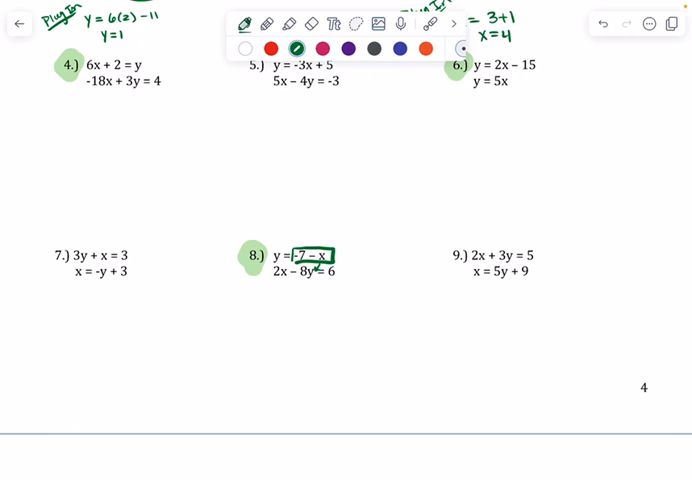 Plug In y = 6(2) - 11
y = 1
= 3+1
x = 4
4.) 6x + 2 = y
-18x + 3y = 4
5.) y = -3x + 5
5x – 4y = -3
6.) y = 2x – 15
y = 5x
7.) 3y + x = 3
x = -y + 3
8.) y = -7 – x
2x – 8y = 6
9.) 2x + 3y = 5
x = 5y + 9
4